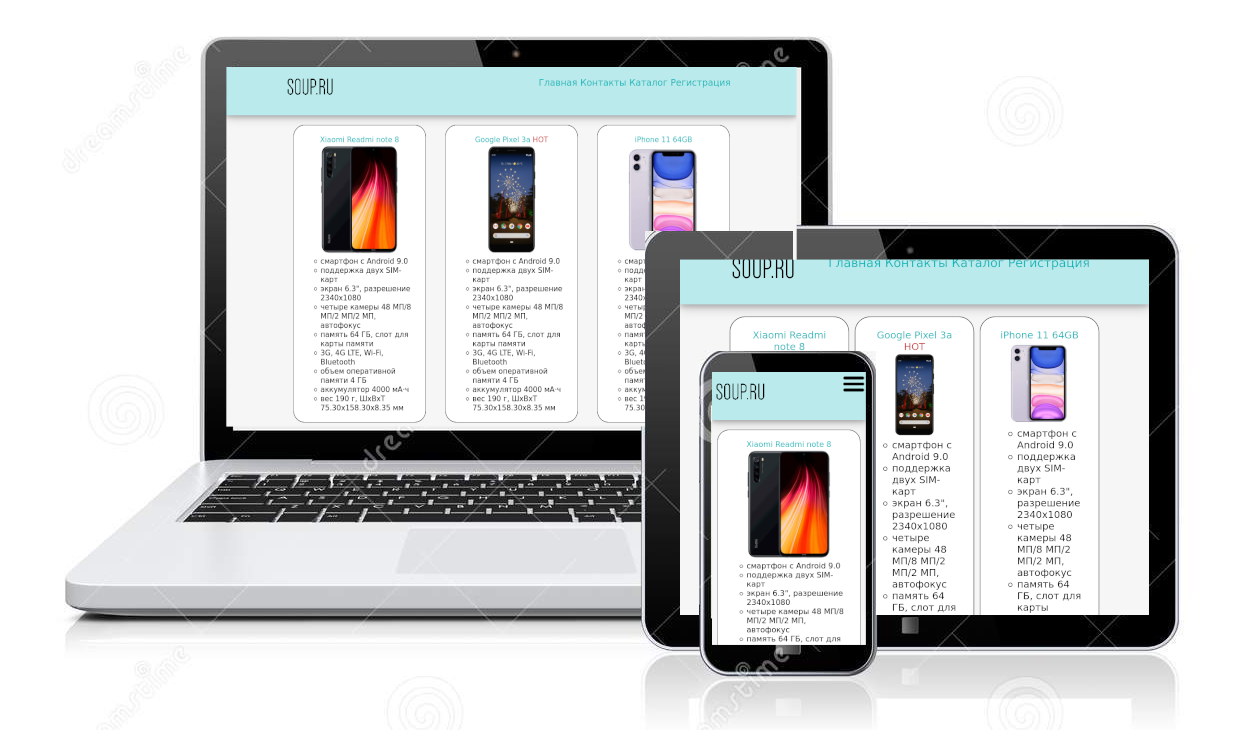 SOUP.RU
Главная Контакты Каталог Регистрация
Xiaomi Readmi note 8
смартфон с Android 9.0
поддержка двух SIM-
карт
экран 6.3", разрешение
2340x1080
четыре камеры 48 МП/8
МП/2 МП/2 МП,
автофокус
память 64 ГБ, слот для
карты памяти
3G, 4G LTE, Wi-Fi,
Bluetooth
объем оперативной
памяти 4 ГБ
аккумулятор 4000 мА·ч
вес 190 г, ШxВxТ
75.30x158.30x8.35 мм
Google Pixel 3a HOT
смартфон с Android 9.0
поддержка двух SIM-
карт
экран 6.3", разрешение
2340x1080
четыре камеры 48 МП/8
МП/2 МП/2 МП,
автофокус
память 64 ГБ, слот для
карты памяти
3G, 4G LTE, Wi-Fi,
Bluetooth
объем оперативной
памяти 4 ГБ
аккумулятор 4000 мА·ч
вес 190 г, ШxВxТ
75.30x158.30x8.35 мм
iPhone 11 64GB
SOUP.RU
Главная Контакты Каталог Регистрация
Xiaomi Readmi
note 8
Google Pixel 3a
HOT
смартфон с
Android 9.0
поддержка
двух SIM-
карт
экран 6.3",
разрешение
2340x1080
четыре
камеры 48
МП/8 МП/2
МП/2 МП,
автофокус
память 64
ГБ, слот для
iPhone 11 64GB
смартфон с
Android 9.0
поддержка
двух SIM-
карт
экран 6.3",
разрешение
2340x1080
четыре
камеры 48
МП/8 МП/2
МП/2 МП,
автофокус
память 64
ГБ, слот для
карты
SOUP.RU
Xiaomi Readmi note 8
смартфон с Android 9.0
поддержка двух SIM-
карт
экран 6.3", разрешение
2340x1080
четыре камеры 48 МП/8
МП/2 МП/2 МП,
автофокус
память 64 ГБ, слот для
dreamstime